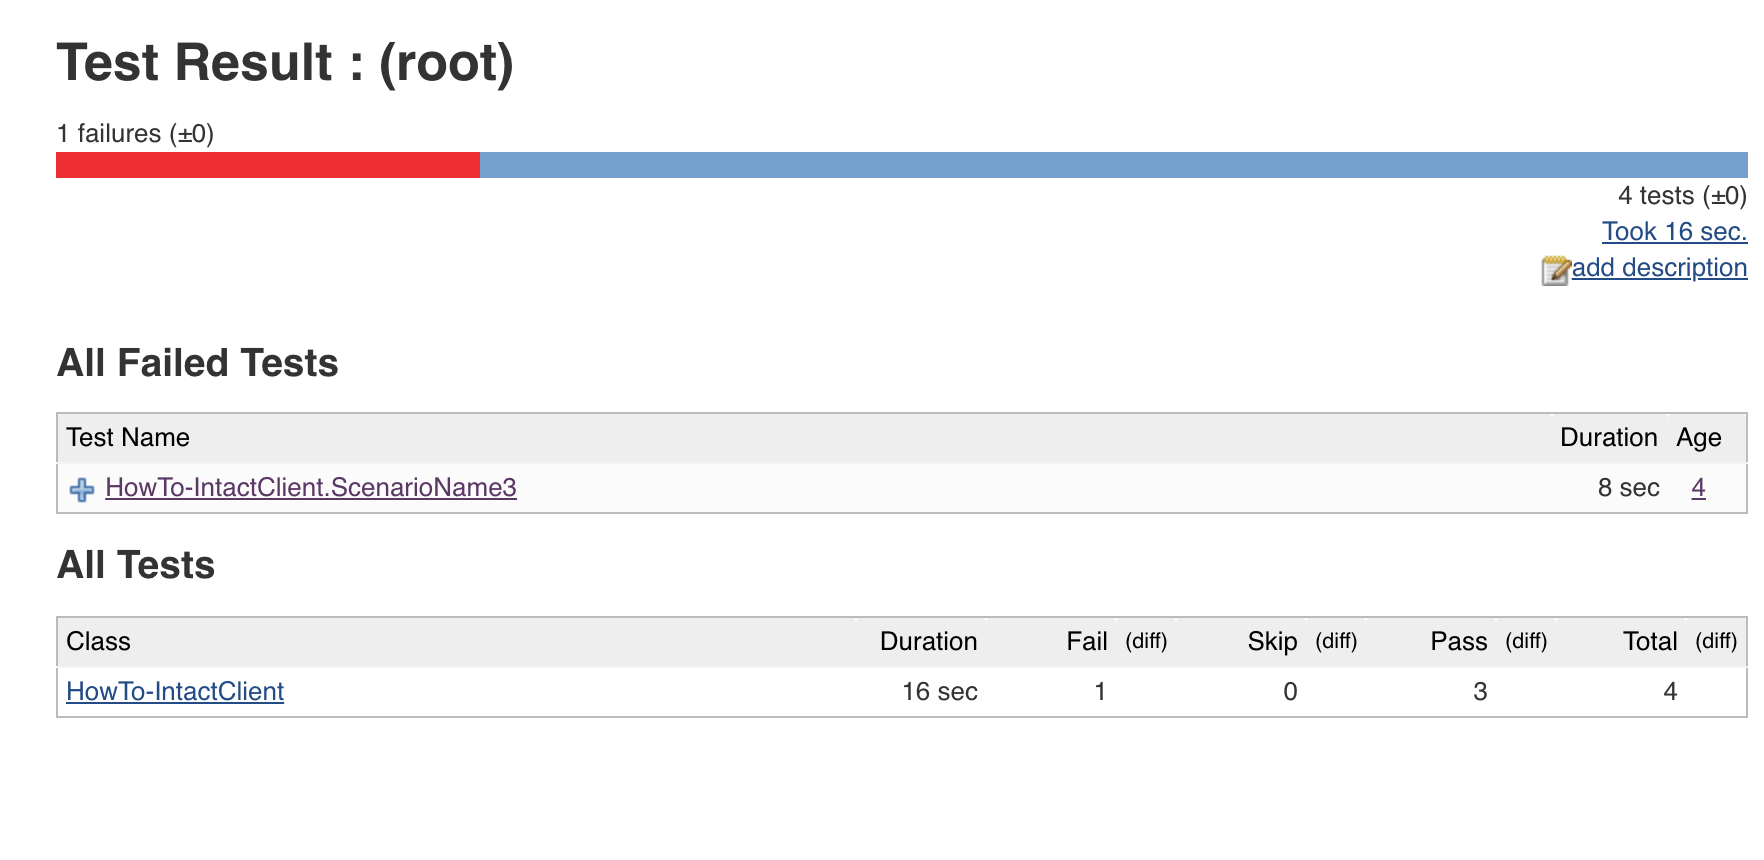 Test Result : (root)
1 failures (±0)
4 tests (±0)
Took 16 sec.
add description
All Failed Tests
Test Name Duration Age
HowTo-IntactClient.ScenarioName3 8 sec 4
All Tests
Class Duration Fail (diff) Skip (diff) Pass (diff) Total (diff)
HowTo-IntactClient 16 sec 1 0 3 4